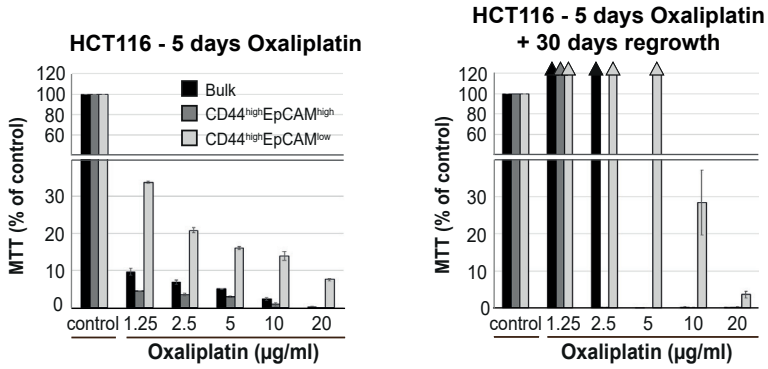 HCT116 - 5 days Oxaliplatin
120
100
80
60
30
20
10
0
MTT (% of control)
Bulk
CD44highEpCAMhigh
CD44highEpCAMlow
control 1.25 2.5 5 10 20
Oxaliplatin (µg/ml)
HCT116 - 5 days Oxaliplatin
+ 30 days regrowth
120
100
80
60
30
20
10
0
MTT (% of control)
control 1.25 2.5 5 10 20
Oxaliplatin (µg/ml)